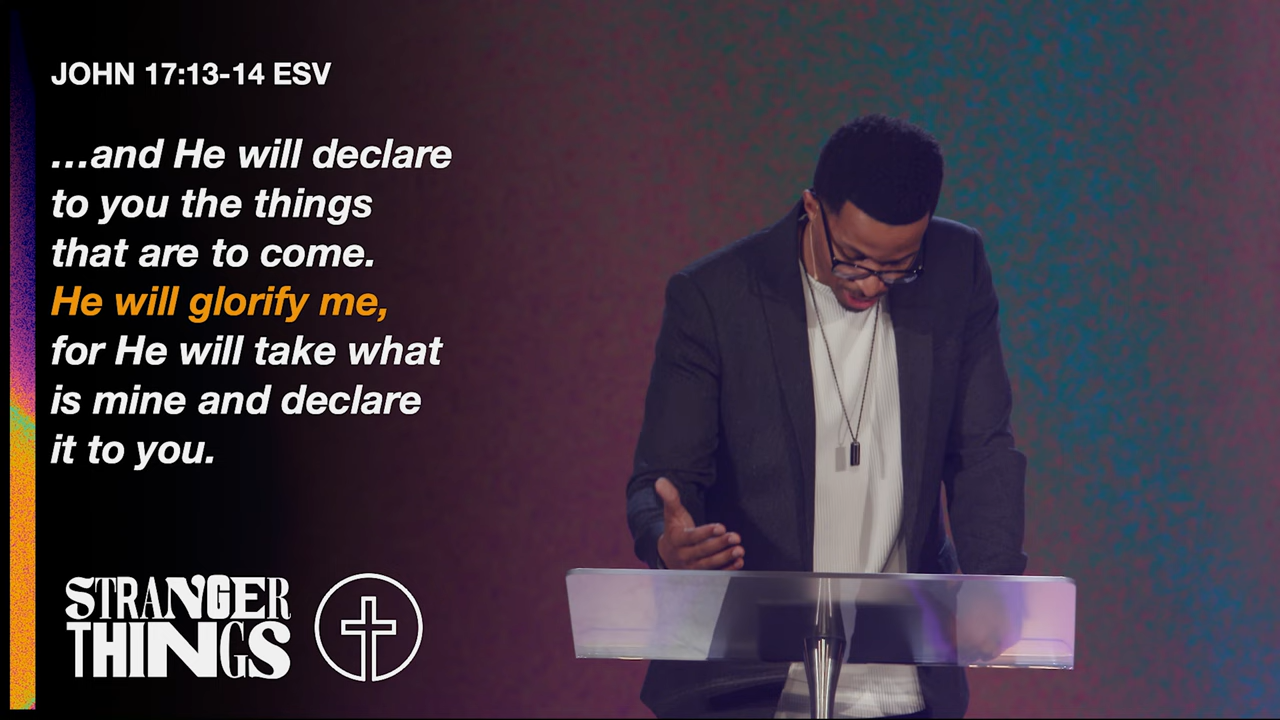 JOHN 17:13-14 ESV
...and He will declare
to you the things
that are to come.
He will glorify me,
for He will take what
is mine and declare
it to you.
STRANGER
THINGS